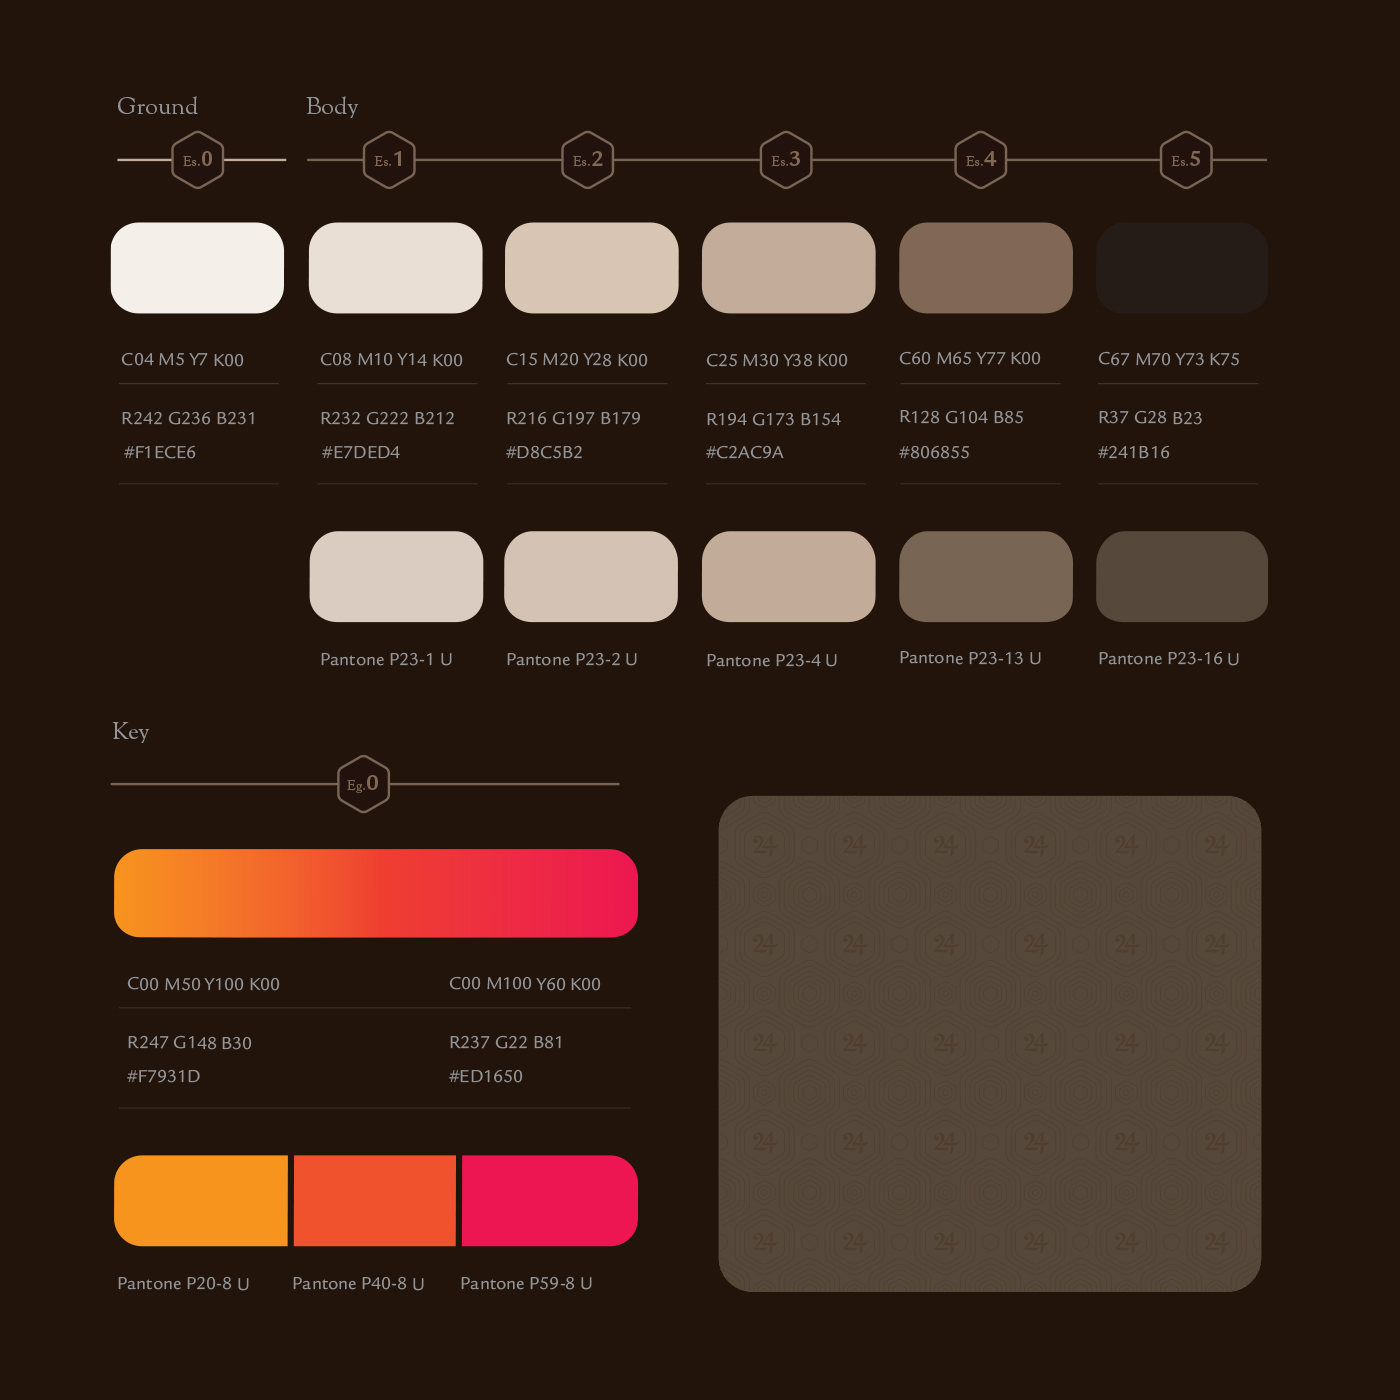 Ground Body
Es.0 Es.1 Es.2 Es.3 Es.4 Es.5
C04 M5 Y7 K00 C08 M10 Y14 K00 C15 M20 Y28 K00 C25 M30 Y38 K00 C60 M65 Y77 K00 C67 M70 Y73 K75
R242 G236 B231 R232 G222 B212 R216 G197 B179 R194 G173 B154 R128 G104 B85 R37 G28 B23
#F1ECE6 #E7DED4 #D8C5B2 #C2AC9A #806855 #241B16
Pantone P23-1 U Pantone P23-2 U Pantone P23-4 U Pantone P23-13 U Pantone P23-16 U
Key
Eg.0
C00 M50 Y100 K00 C00 M100 Y60 K00
R247 G148 B30 R237 G22 B81
#F7931D #ED1650
Pantone P20-8 U Pantone P40-8 U Pantone P59-8 U
24 24 24 24 24 24
24 24 24 24 24 24
24 24 24 24 24 24
24 24 24 24 24 24
24 24 24 24 24 24